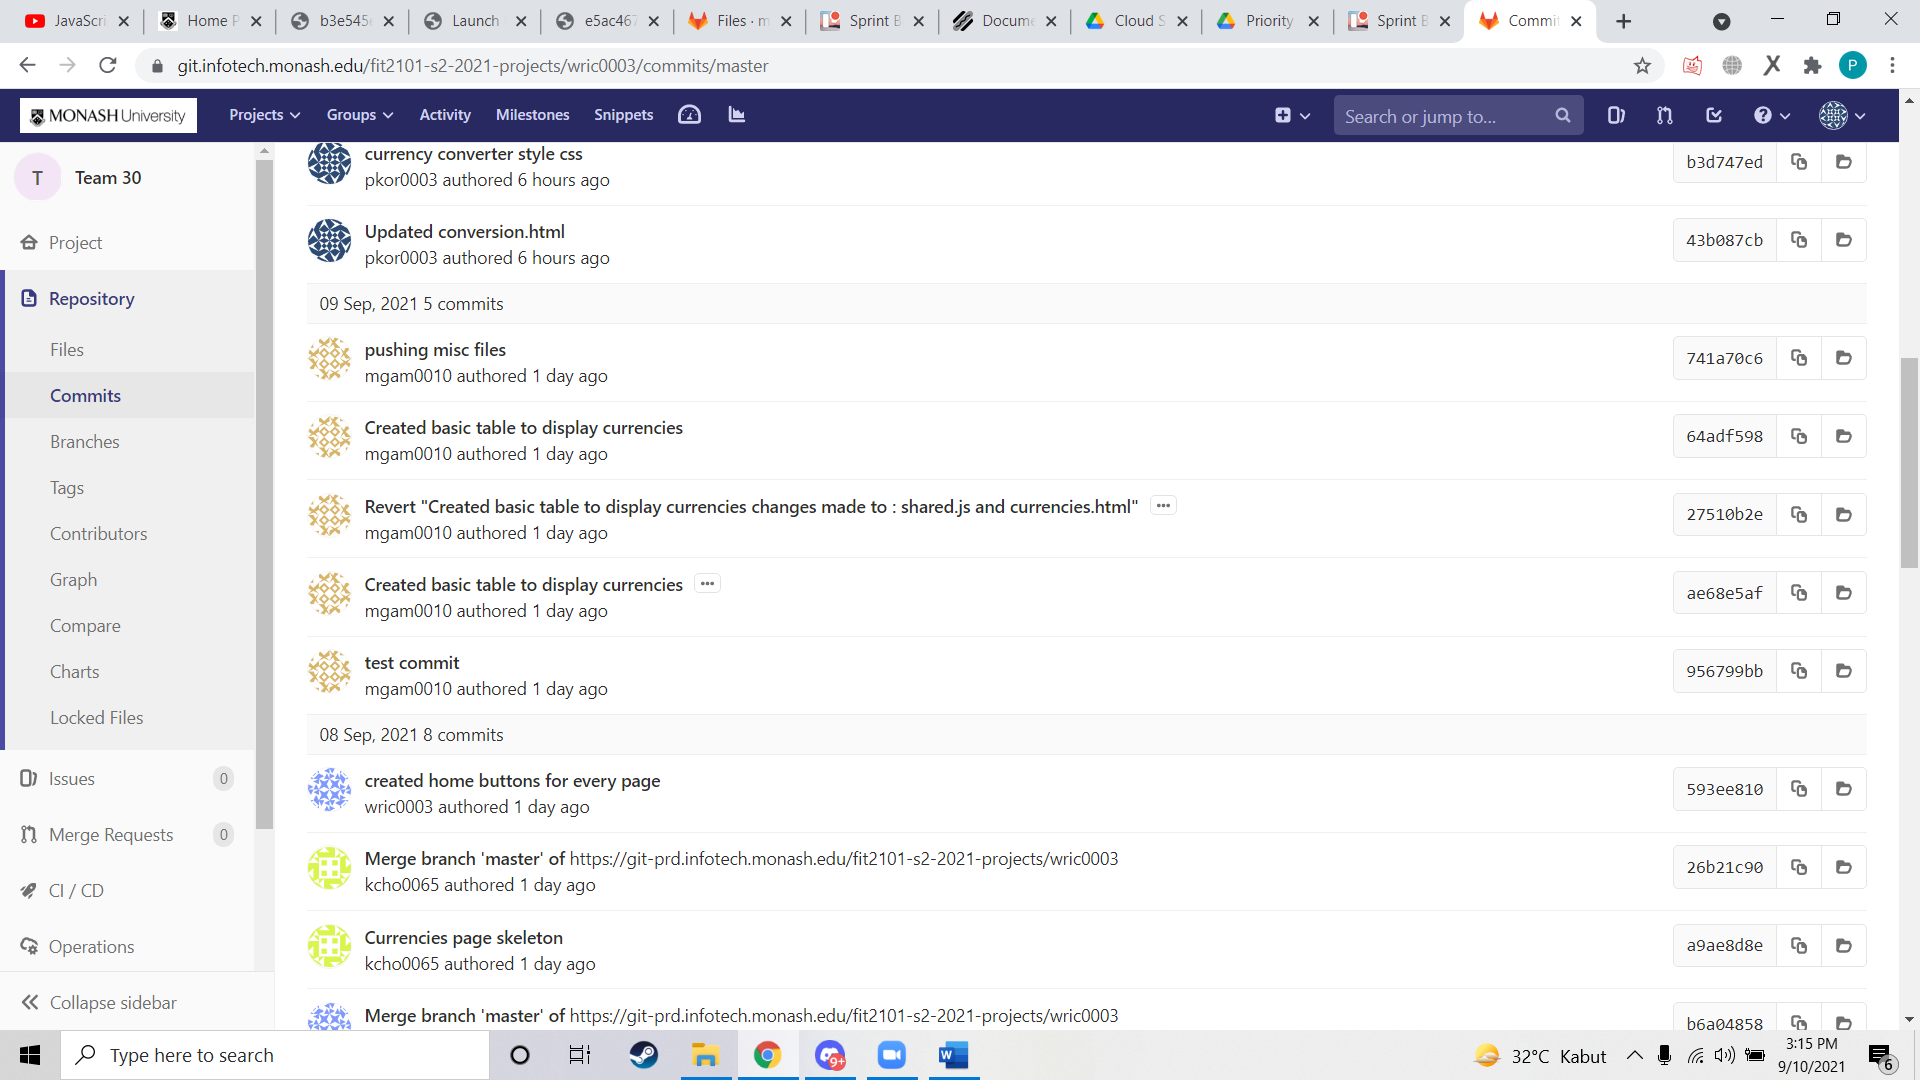 JavaScri
Home P
b3e545
Launch
e5ac467
Files · m
Sprint B
Docume
Cloud S
Priority
Sprint B
Commit
git.infotech.monash.edu/fit2101-s2-2021-projects/wric0003/commits/master
P
MONASH University
Projects
Groups
Activity
Milestones
Snippets
Search or jump to...
T
Team 30
Project
Repository
Files
Commits
Branches
Tags
Contributors
Graph
Compare
Charts
Locked Files
Issues 0
Merge Requests 0
CI / CD
Operations
Collapse sidebar
currency converter style css
pkor0003 authored 6 hours ago
b3d747ed
Updated conversion.html
pkor0003 authored 6 hours ago
43b087cb
09 Sep, 2021 5 commits
pushing misc files
mgam0010 authored 1 day ago
741a70c6
Created basic table to display currencies
mgam0010 authored 1 day ago
64adf598
Revert "Created basic table to display currencies changes made to : shared.js and currencies.html"
mgam0010 authored 1 day ago
27510b2e
Created basic table to display currencies
mgam0010 authored 1 day ago
ae68e5af
test commit
mgam0010 authored 1 day ago
956799bb
08 Sep, 2021 8 commits
created home buttons for every page
wric0003 authored 1 day ago
593ee810
Merge branch 'master' of https://git-prd.infotech.monash.edu/fit2101-s2-2021-projects/wric0003
kcho0065 authored 1 day ago
26b21c90
Currencies page skeleton
kcho0065 authored 1 day ago
a9ae8d8e
Merge branch 'master' of https://git-prd.infotech.monash.edu/fit2101-s2-2021-projects/wric0003
b6a04858
Type here to search
9+
W
32°C Kabut
3:15 PM
9/10/2021
6